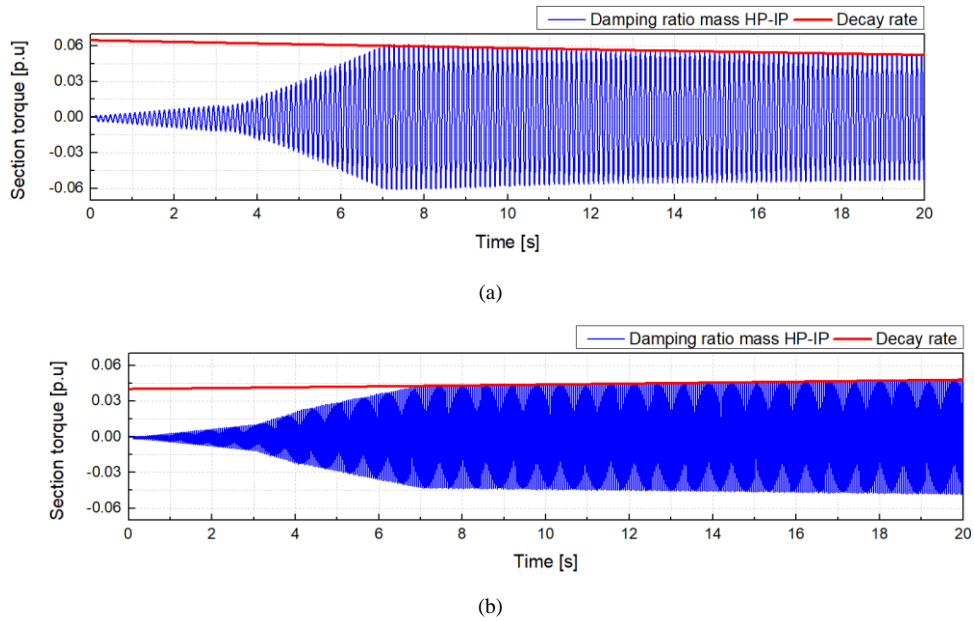 Damping ratio mass HP-IP Decay rate
Section torque [p.u]
0.06
0.03
0.00
-0.03
-0.06
0 2 4 6 8 10 12 14 16 18 20
Time [s]
(a)
Damping ratio mass HP-IP Decay rate
Section torque [p.u]
0.06
0.03
0.00
-0.03
-0.06
0 2 4 6 8 10 12 14 16 18 20
Time [s]
(b)